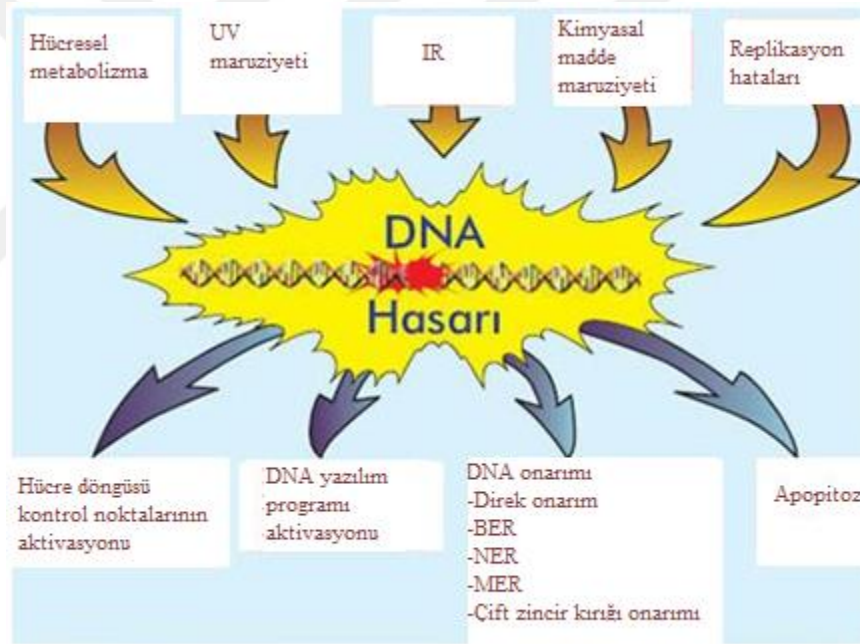 Hücresel
metabolizma
UV
maruziyeti
IR
Kimyasal
madde
maruziyeti
Replikasyon
hataları
DNA
Hasarı
Hücre döngüsü
kontrol noktalarının
aktivasyonu
DNA yazılım
programı
aktivasyonu
DNA onarımı
-Direk onarım
-BER
-NER
-MER
-Çift zincir kırığı onarımı
Apopitoz